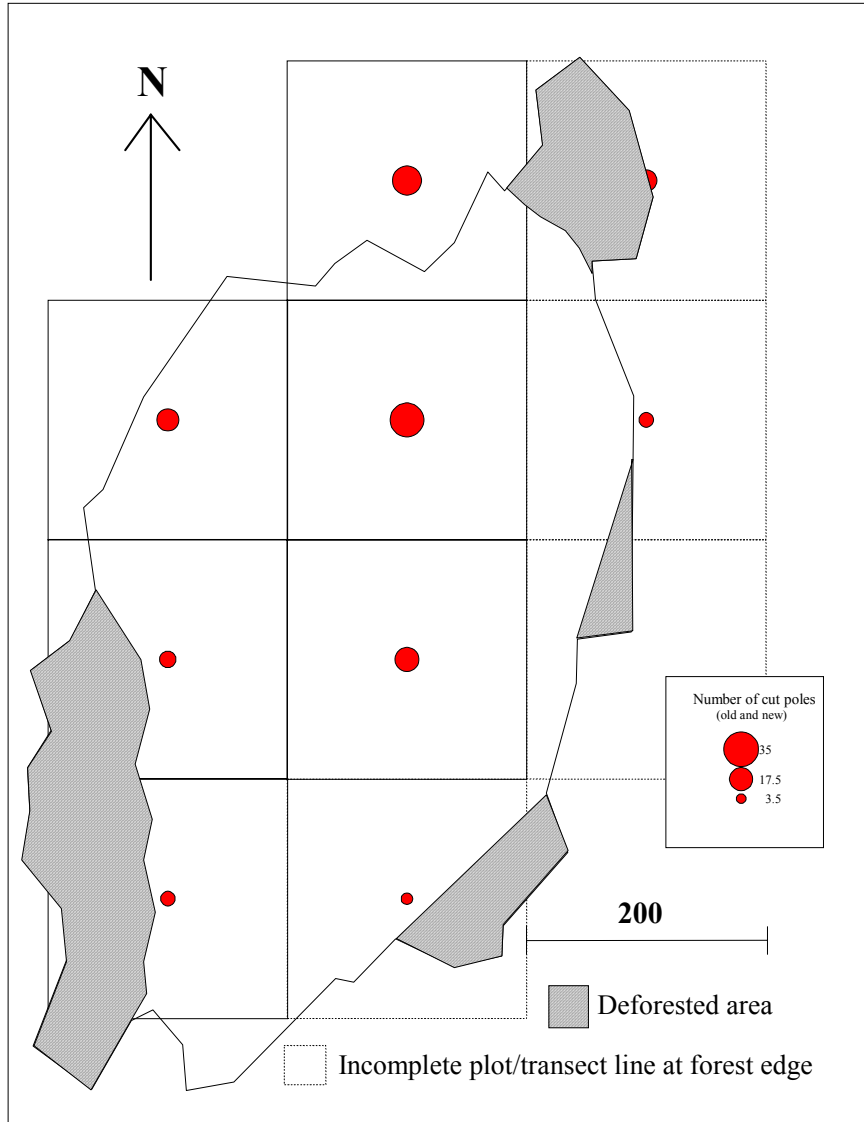 N
Number of cut poles
(old and new)
35
17.5
3.5
200
Deforested area
Incomplete plot/transect line at forest edge